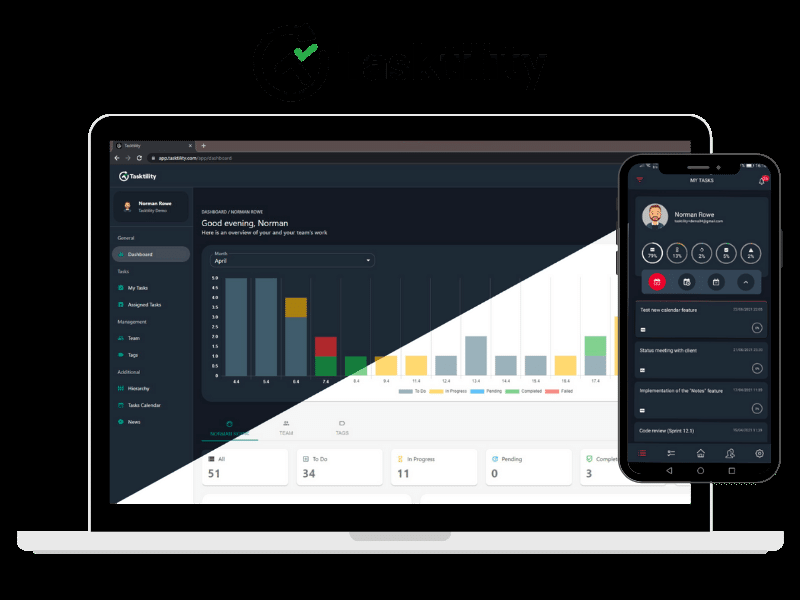 Tasktility
Tasktility
app.tasktility.com/app/dashboard
Tasktility
Norman Rowe
Tasktility Demo
General
Dashboard
Tasks
My Tasks
Assigned Tasks
Management
Team
Tags
Additional
Hierarchy
Tasks Calendar
News
DASHBOARD / NORMAN ROWE
Good evening, Norman
Here is an overview of your and your team's work
Month
April
5.0
4.5
4.0
3.5
3.0
2.5
2.0
1.5
1.0
0.5
0
4.4 5.4 6.4 7.4 8.4 9.4 11.4 12.4 13.4 14.4 15.4 16.4 17.4
To Do In Progress Pending Completed Failed
NORMAN ROWE TEAM TAGS
All
51
To Do
34
In Progress
11
Pending
0
Complet
3
MY TASKS
Norman Rowe
79% 13% 2% 5% 2%
Test new calendar feature
Status meeting with client
Implementation of the "Notes" feature
Code review (Sprint 12.3)